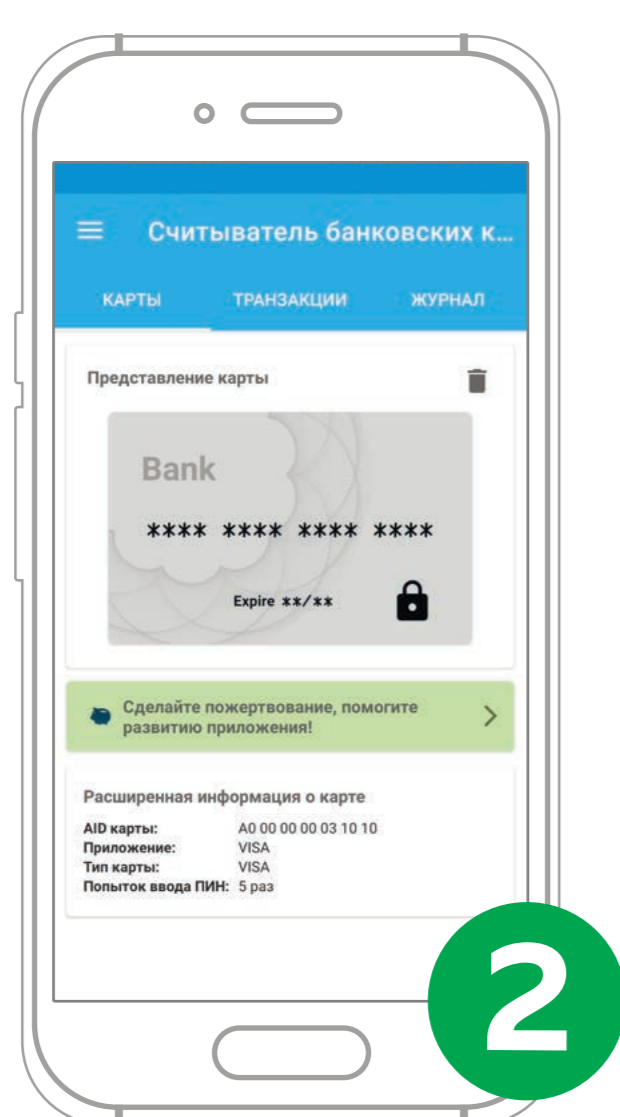 Считыватель банковских к...
КАРТЫ ТРАНЗАКЦИИ ЖУРНАЛ
Представление карты
Bank
**** **** **** ****
Expire **/**
Сделайте пожертвование, помогите
развитию приложения!
Расширенная информация о карте
AID карты: A0 00 00 00 03 10 10
Приложение: VISA
Тип карты: VISA
Попыток ввода ПИН: 5 раз
2